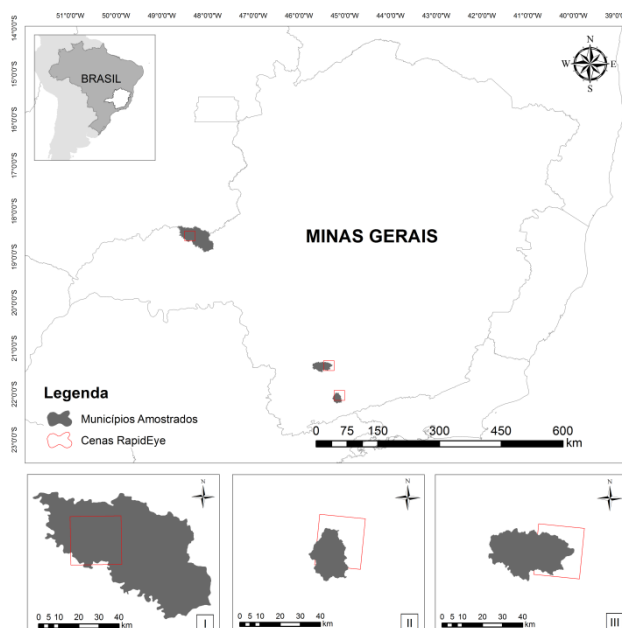 51°0'0"W 50°0'0"W 49°0'0"W 48°0'0"W 47°0'0"W 46°0'0"W 45°0'0"W 44°0'0"W 43°0'0"W 42°0'0"W 41°0'0"W 40°0'0"W 39°0'0"W
14°0'0"S
15°0'0"S
16°0'0"S
17°0'0"S
18°0'0"S
19°0'0"S
20°0'0"S
21°0'0"S
22°0'0"S
23°0'0"S
BRASIL
N
W E
S
MINAS GERAIS
Legenda
Municípios Amostrados
Cenas RapidEye
0 75 150 300 450 600
km
N
0 5 10 20 30 40
km
I
N
0 5 10 20 30 40
km
II
N
0 5 10 20 30 40
km
III